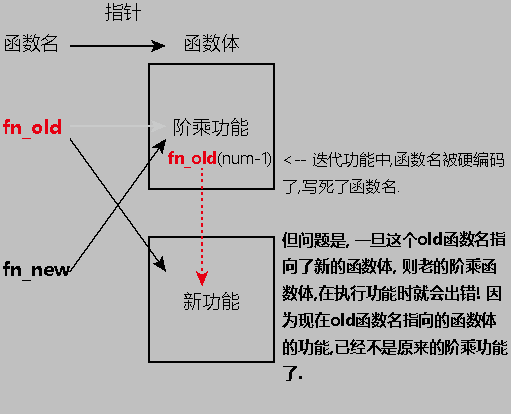 指针
函数名
函数体
fn_old
阶乘功能
fn_old(num-1)
<-- 迭代功能中,函数名被硬编码
了,写死了函数名.
fn_new
新功能
但问题是, 一旦这个old函数名指
向了新的函数体, 则老的阶乘函
数体,在执行功能时就会出错! 因
为现在old函数名指向的函数体
的功能,已经不是原来的阶乘功能
了.